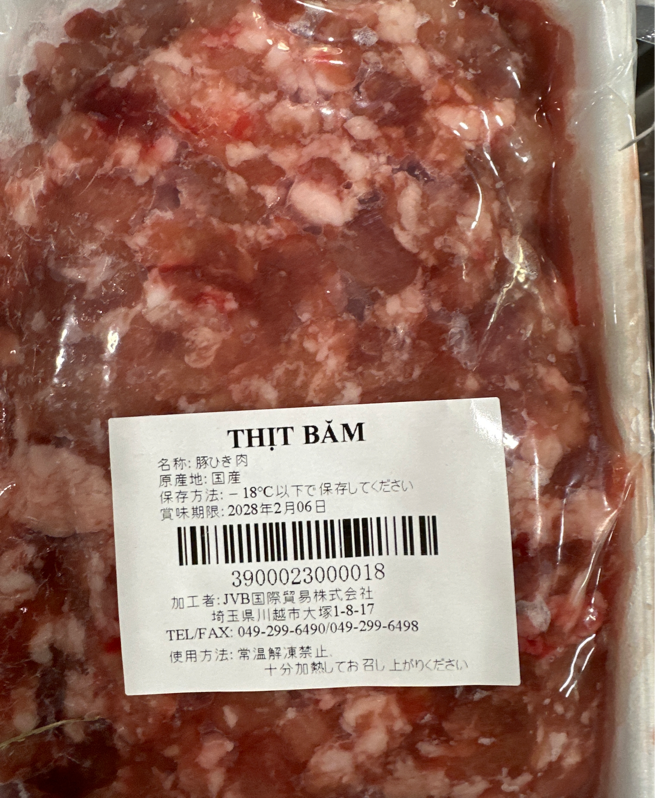 THỊT BĂM
名称: 豚ひき肉
原産地: 国産
保存方法: －18℃以下で保存してください
賞味期限: 2028年2月06日
3900023000018
加工者:JVB国際貿易株式会社
埼玉県川越市大塚1-8-17
TEL/FAX: 049-299-6490/049-299-6498
使用方法: 常温解凍禁止.
十分加熱してお召し上がりください